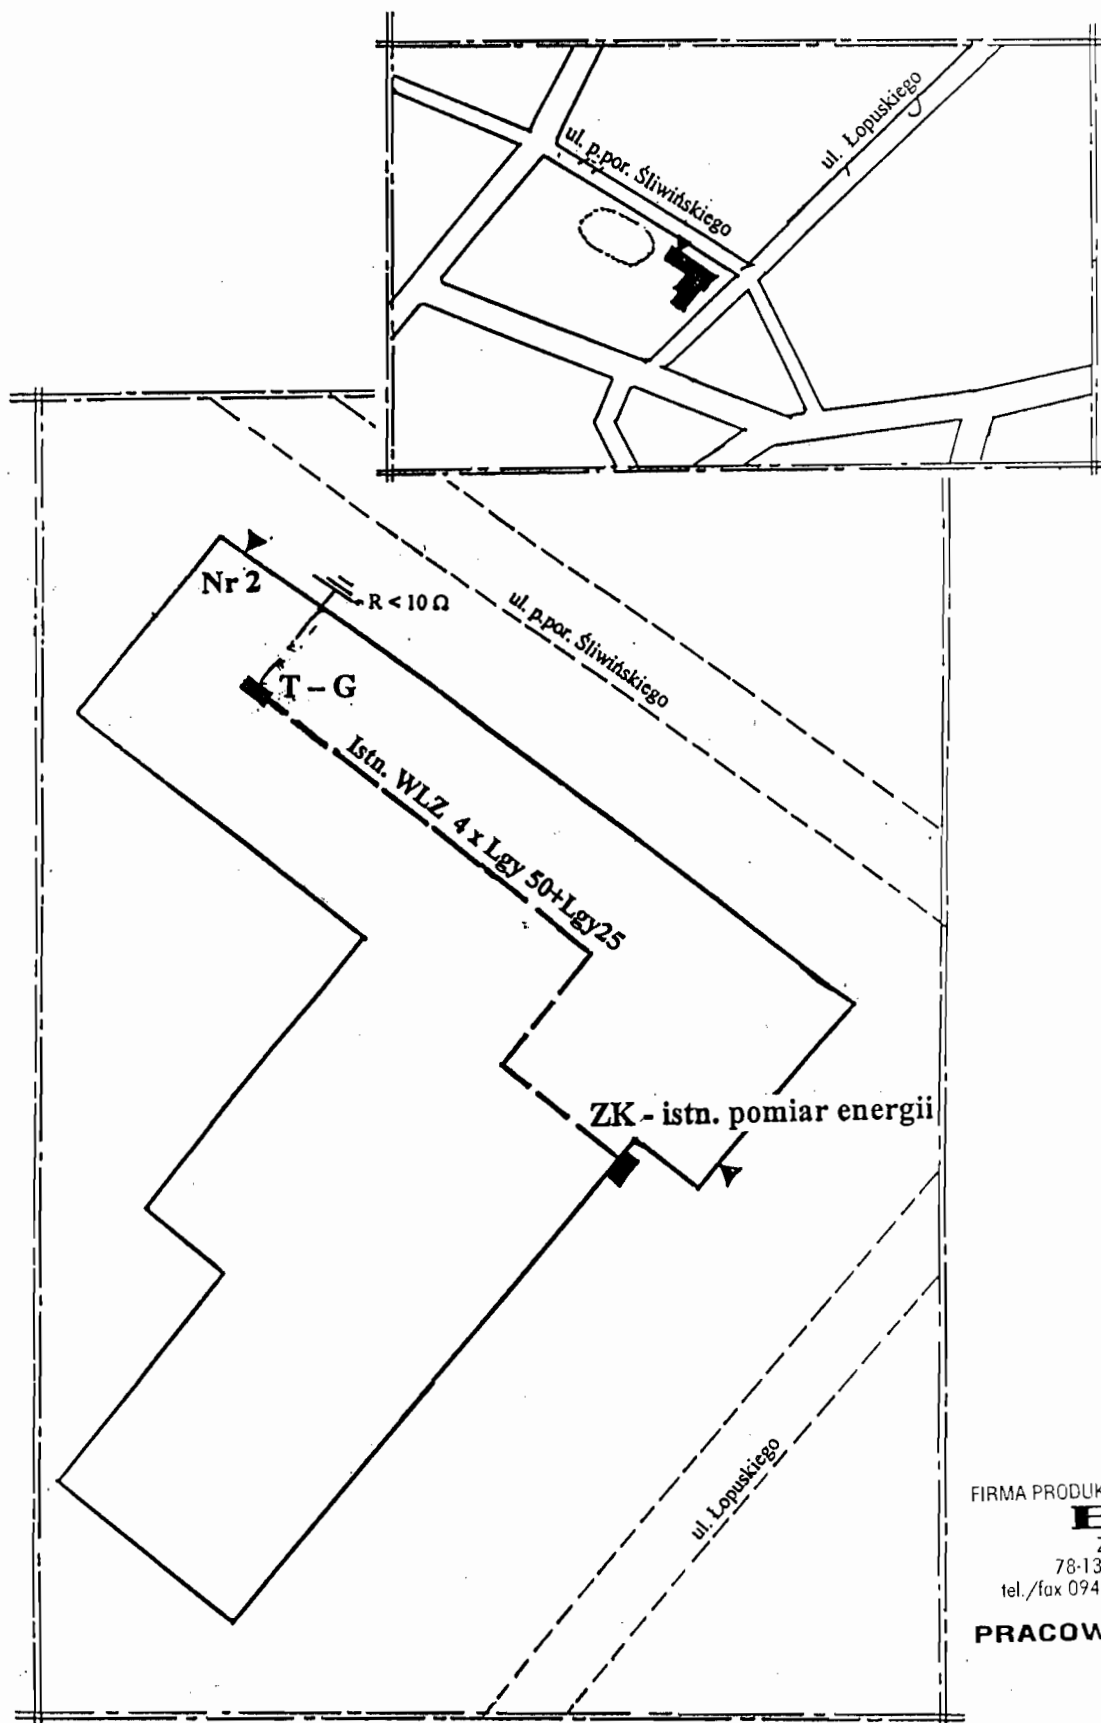 ul. Łopuskiego
ul. p.por. Śliwińskiego
Nr 2
R < 10 Ω
ul. p.por. Śliwińskiego
T – G
Istn. WLZ 4 x Lgy 50+Lgy25
ZK - istn. pomiar energii
ul. Łopuskiego
FIRMA PRODUK
78-13
tel./fax 094
PRACOW